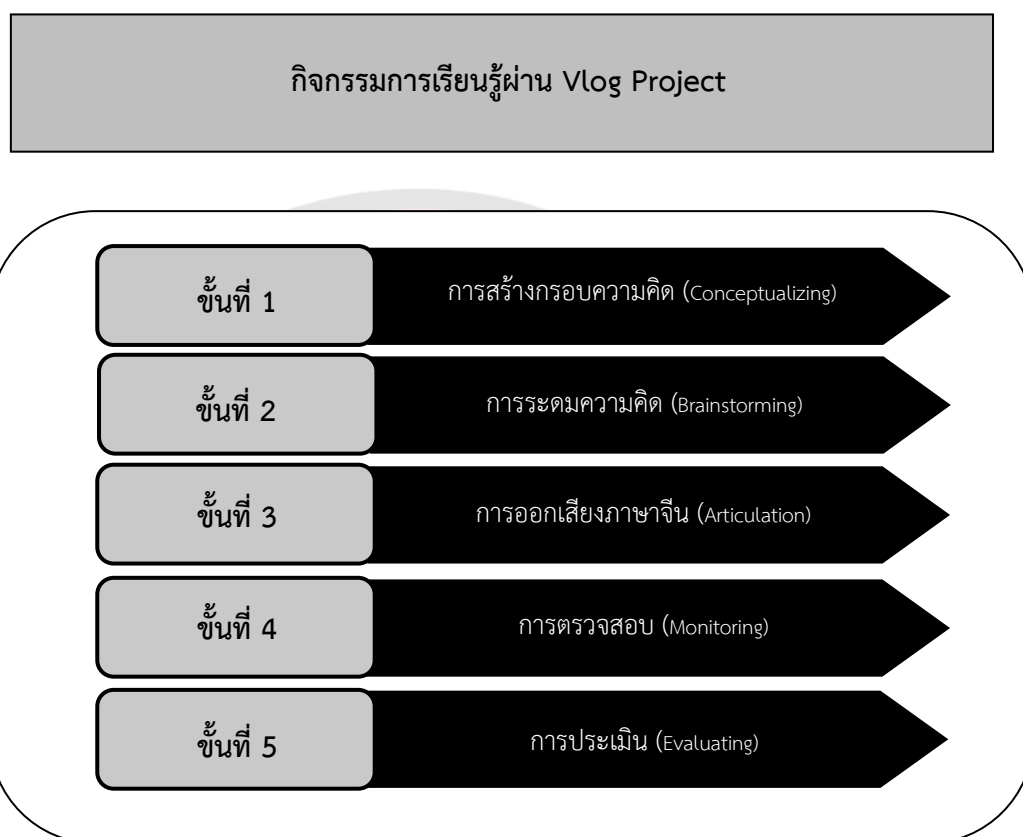 กิจกรรมการเรียนรู้ผ่าน Vlog Project
ขั้นที่ 1
การสร้างกรอบความคิด (Conceptualizing)
ขั้นที่ 2
การระดมความคิด (Brainstorming)
ขั้นที่ 3
การออกเสียงภาษาจีน (Articulation)
ขั้นที่ 4
การตรวจสอบ (Monitoring)
ขั้นที่ 5
การประเมิน (Evaluating)